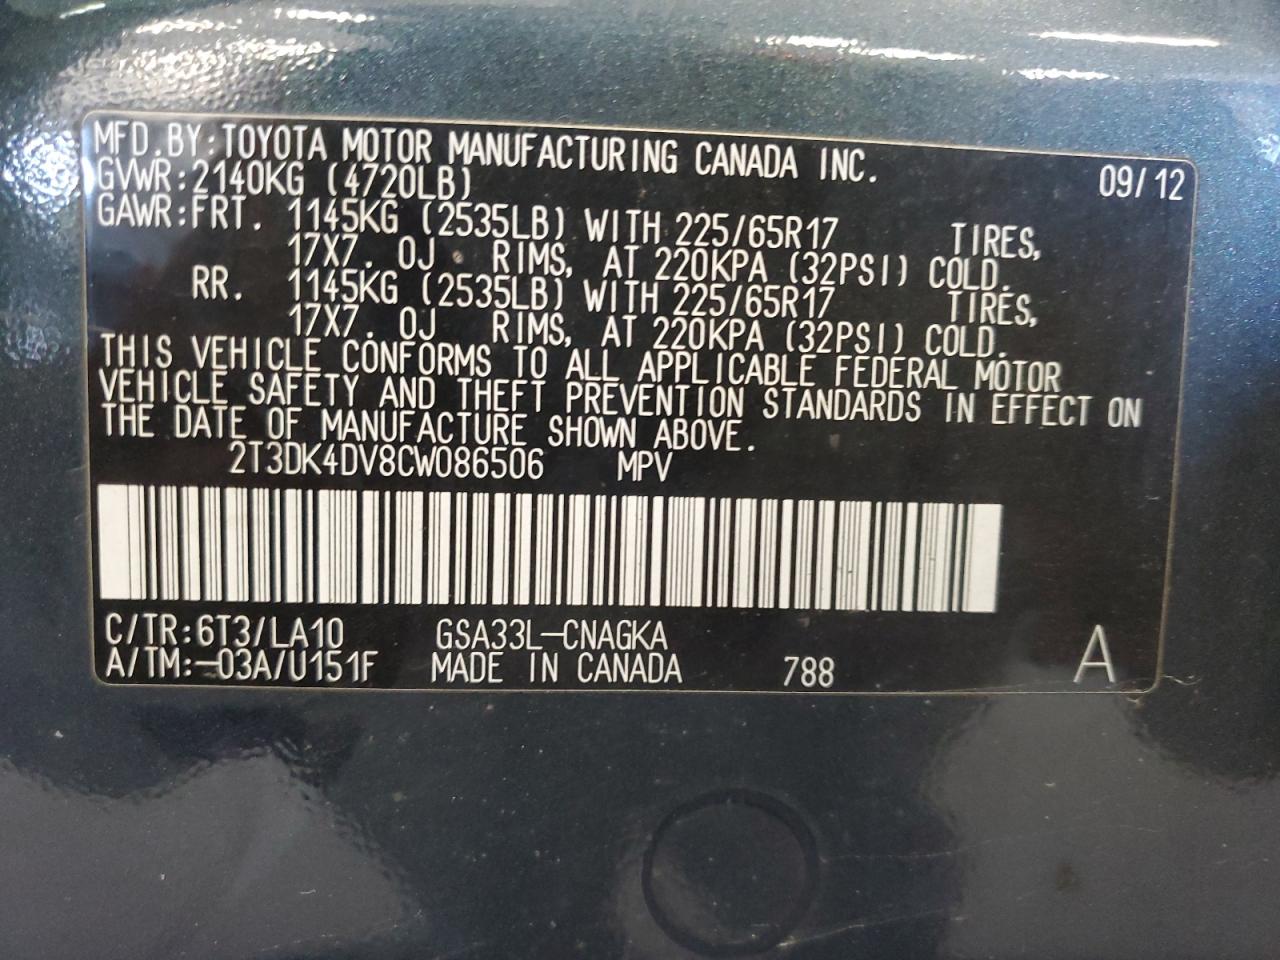 MFD.BY:TOYOTA MOTOR MANUFACTURING CANADA INC.
GVWR:2140KG (4720LB) 09/12
GAWR:FRT. 1145KG (2535LB) WITH 225/65R17 TIRES,
17X7.0J RIMS, AT 220KPA (32PSI) COLD.
RR. 1145KG (2535LB) WITH 225/65R17 TIRES,
17X7.0J RIMS, AT 220KPA (32PSI) COLD.
THIS VEHICLE CONFORMS TO ALL APPLICABLE FEDERAL MOTOR
VEHICLE SAFETY AND THEFT PREVENTION STANDARDS IN EFFECT ON
THE DATE OF MANUFACTURE SHOWN ABOVE.
2T3DK4DV8CW086506 MPV
C/TR:6T3/LA10 GSA33L-CNAGKA
A/TM:-03A/U151F MADE IN CANADA 788 A